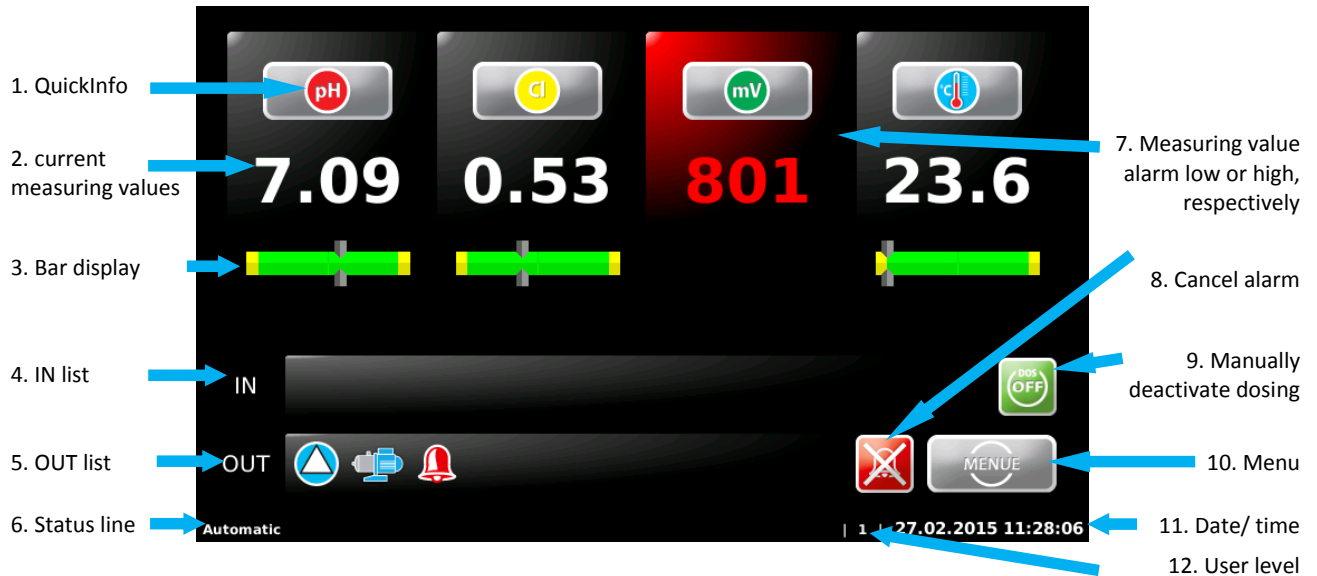 1. QuickInfo
2. current
measuring values
3. Bar display
4. IN list
5. OUT list
6. Status line
pH
Cl
mV
°C
7.09
0.53
801
23.6
IN
DOS
OFF
OUT
MENUE
Automatic
| 1 | 27.02.2015 11:28:06
7. Measuring value
alarm low or high,
respectively
8. Cancel alarm
9. Manually
deactivate dosing
10. Menu
11. Date/ time
12. User level